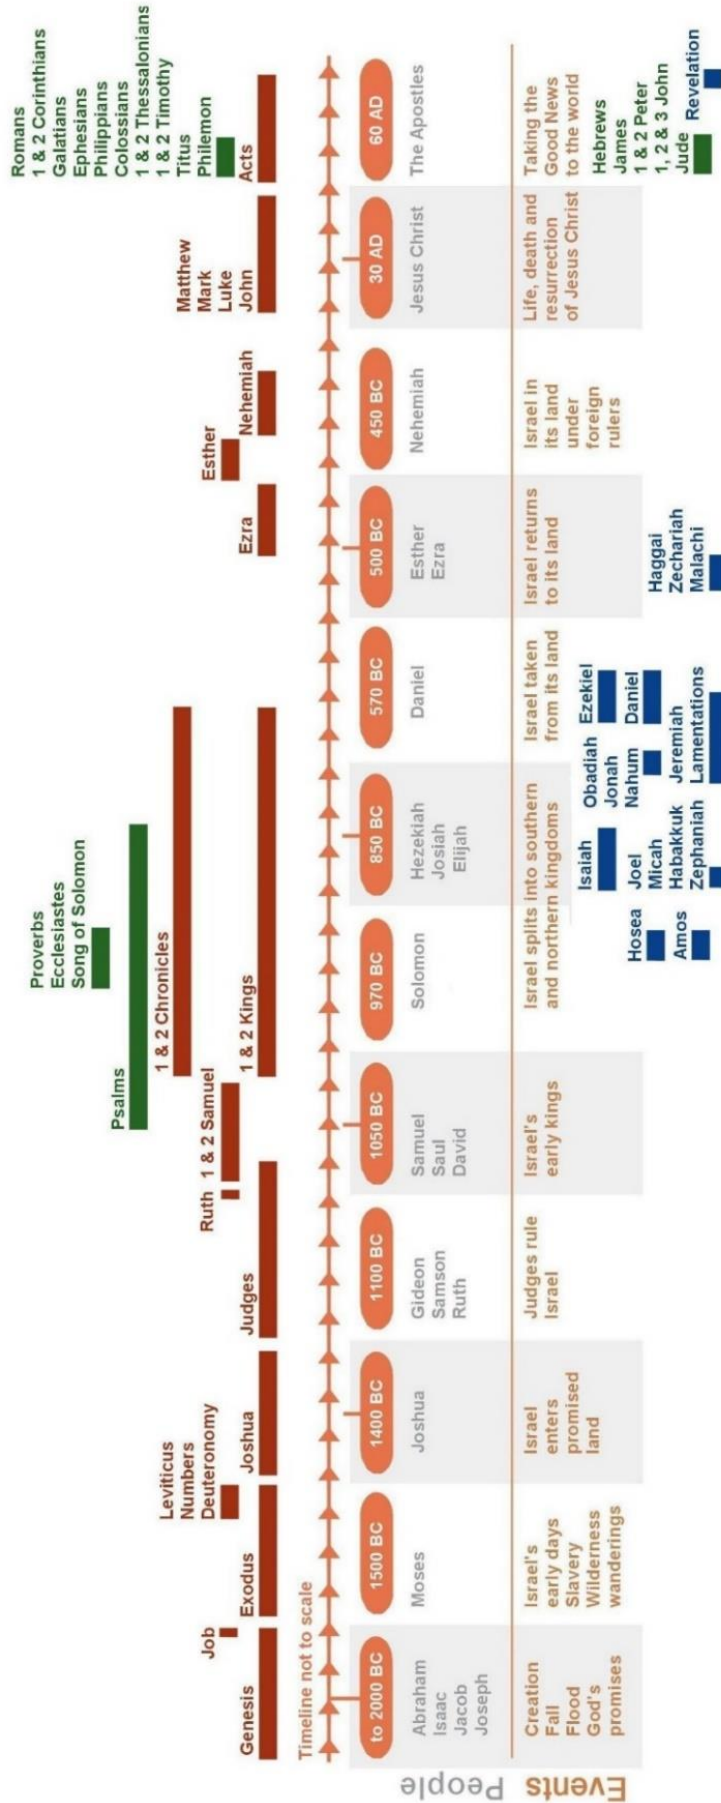 Proverbs
Ecclesiastes
Song of Solomon
Romans
1 & 2 Corinthians
Galatians
Ephesians
Philippians
Colossians
1 & 2 Thessalonians
1 & 2 Timothy
Titus
Philemon
Psalms
1 & 2 Chronicles
Leviticus
Numbers
Deuteronomy
Matthew
Mark
Luke
John
Job
Ruth
1 & 2 Samuel
Esther
Genesis
Exodus
Joshua
Judges
1 & 2 Kings
Ezra
Nehemiah
Acts
Timeline not to scale
to 2000 BC
1500 BC
1400 BC
1100 BC
1050 BC
970 BC
850 BC
570 BC
500 BC
450 BC
30 AD
60 AD
People
Abraham
Isaac
Jacob
Joseph
Moses
Joshua
Gideon
Samson
Ruth
Samuel
Saul
David
Solomon
Hezekiah
Josiah
Elijah
Daniel
Esther
Ezra
Nehemiah
Jesus Christ
The Apostles
Events
Creation
Fall
Flood
God's
promises
Israel's
early days
Slavery
Wilderness
wanderings
Israel
enters
promised
land
Judges rule
Israel
Israel's
early kings
Israel splits into southern
and northern kingdoms
Israel taken
from its land
Israel returns
to its land
Israel in
its land
under
foreign
rulers
Life, death and
resurrection
of Jesus Christ
Taking the
Good News
to the world
Hosea
Amos
Isaiah
Joel
Micah
Habakkuk
Zephaniah
Obadiah
Jonah
Nahum
Jeremiah
Lamentations
Ezekiel
Daniel
Haggai
Zechariah
Malachi
Hebrews
James
1 & 2 Peter
1, 2 & 3 John
Jude
Revelation